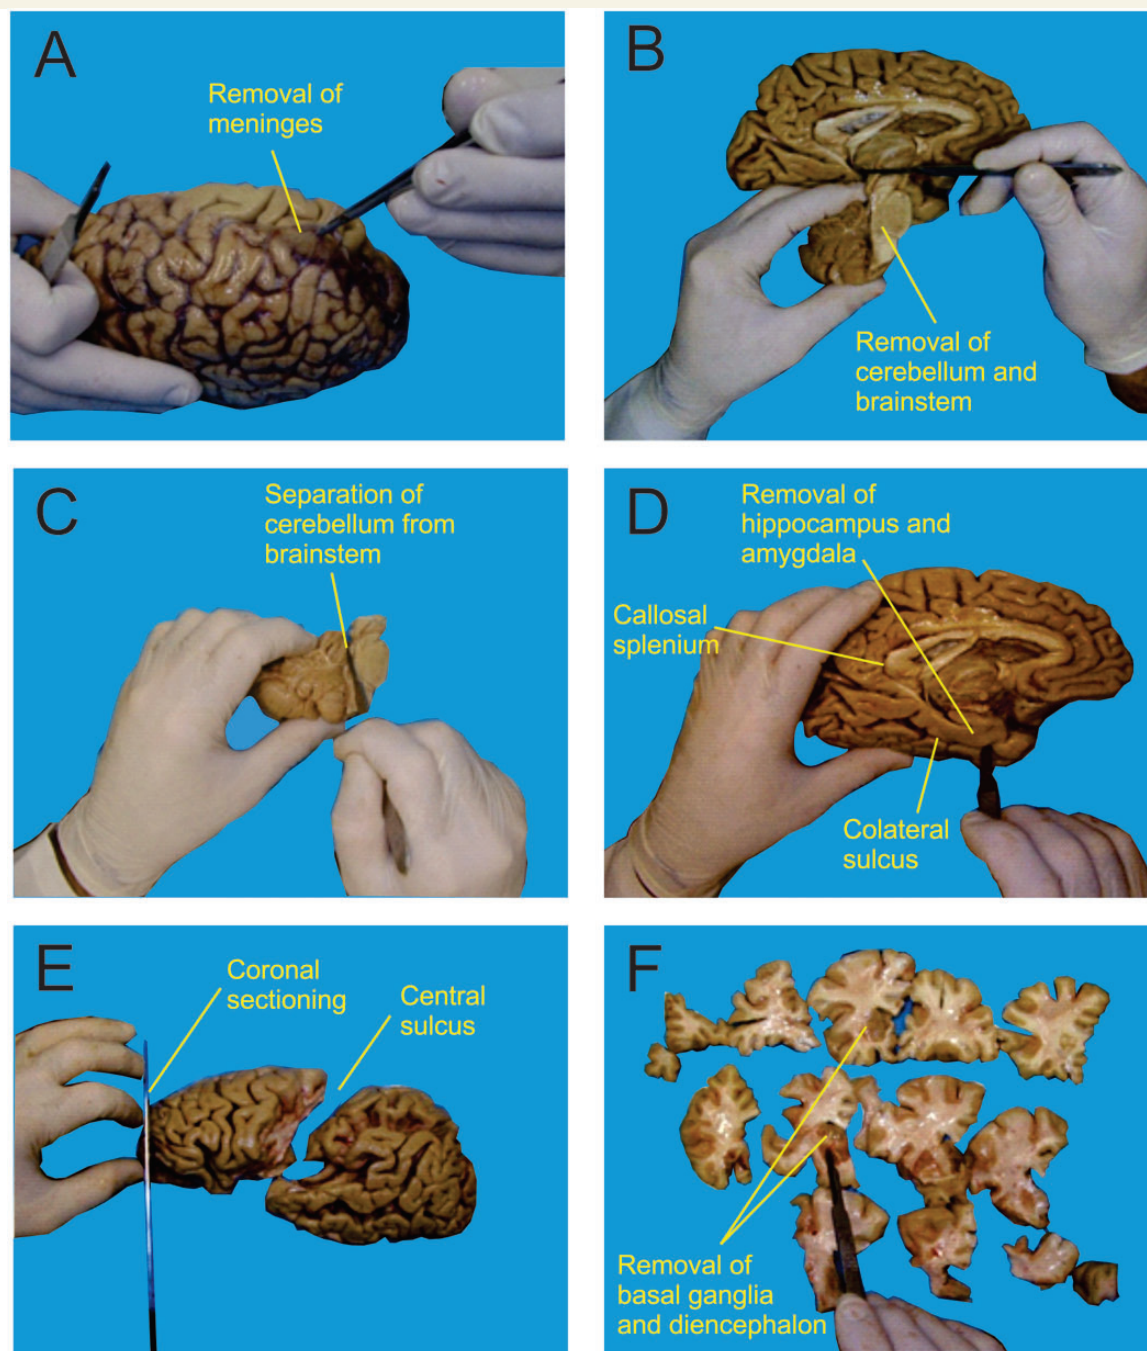 A
Removal of
meninges
B
Removal of
cerebellum and
brainstem
C
Separation of
cerebellum from
brainstem
D
Removal of
hippocampus and
amygdala
Callosal
splenium
Colateral
sulcus
E
Coronal
sectioning
Central
sulcus
F
Removal of
basal ganglia
and diencephalon